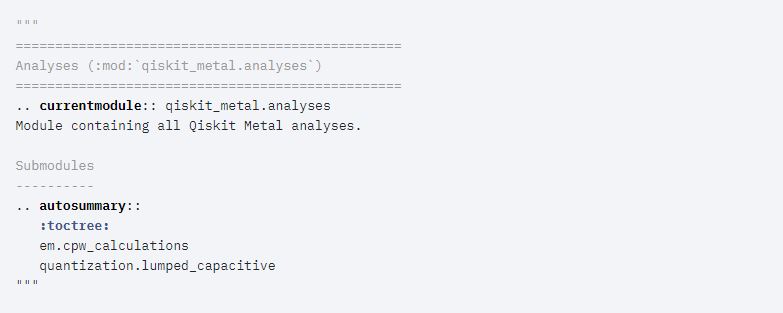 """
=================================================
Analyses (:mod:`qiskit_metal.analyses`)
=================================================
.. currentmodule:: qiskit_metal.analyses
Module containing all Qiskit Metal analyses.

Submodules
----------
.. autosummary::
   :toctree:
   em.cpw_calculations
   quantization.lumped_capacitive
"""